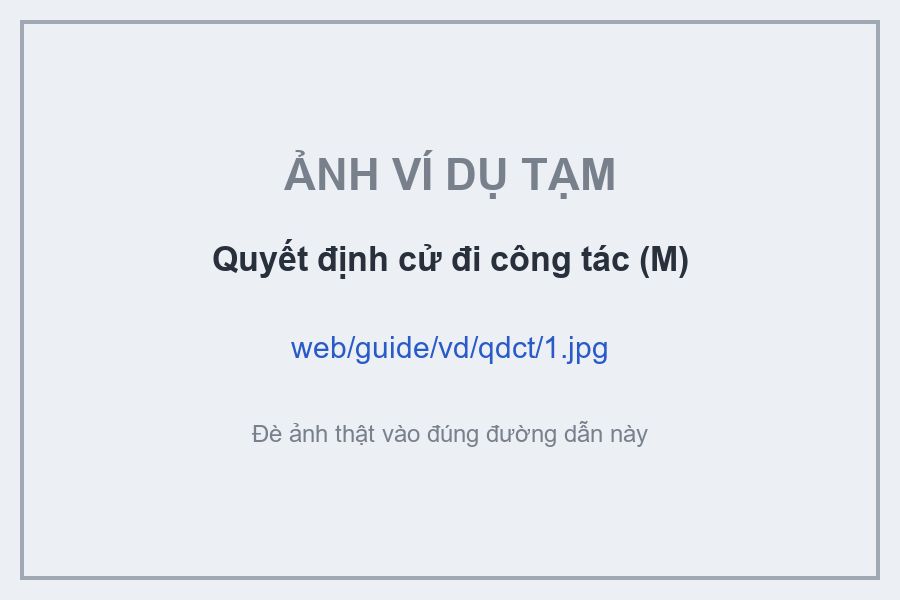 ẢNH VÍ DỤ TẠM
Quyết định cử đi công tác (M)
web/guide/vd/qdct/1.jpg
Đè ảnh thật vào đúng đường dẫn này